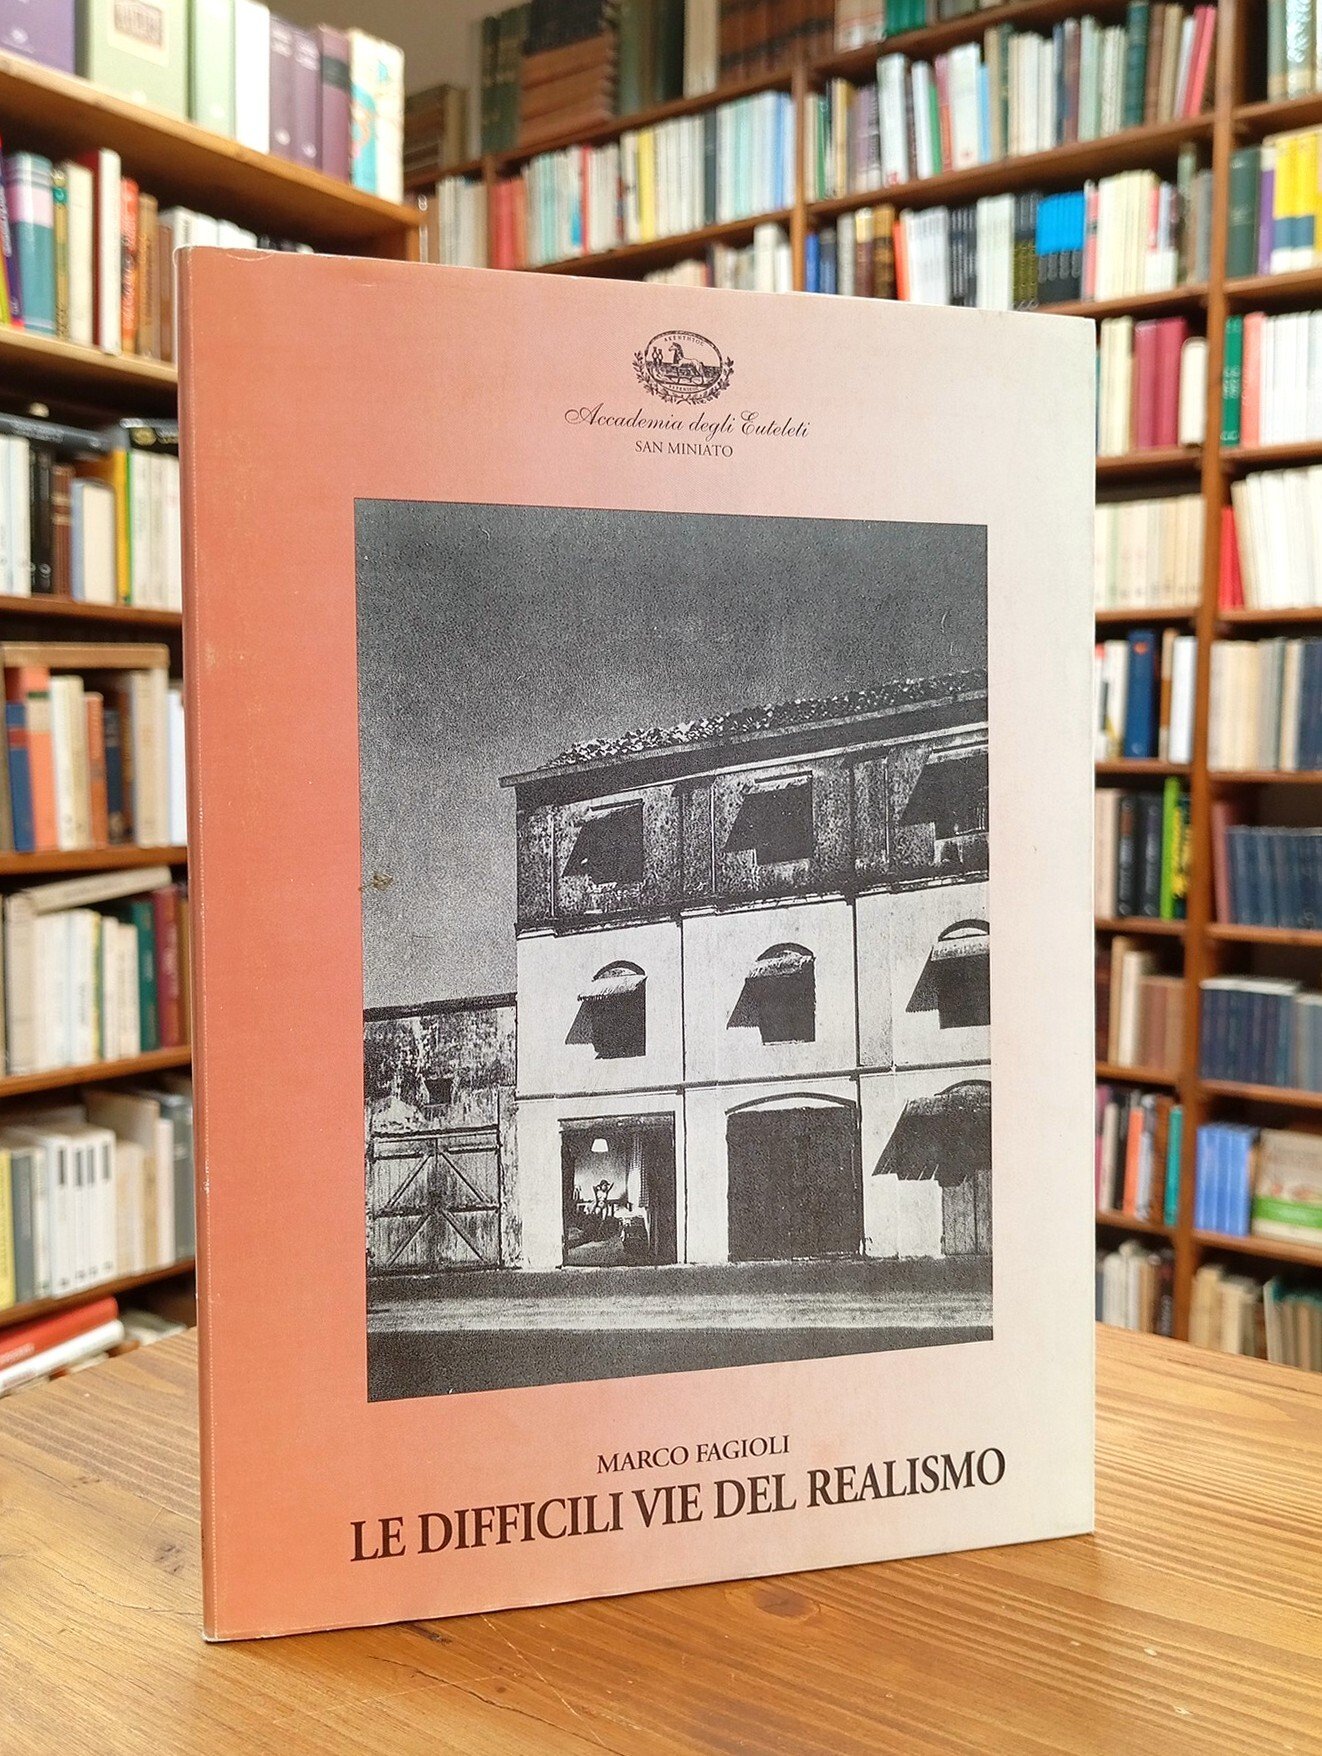 Accademia degli Euteleti
SAN MINIATO
MARCO FAGIOLI
LE DIFFICILI VIE DEL REALISMO